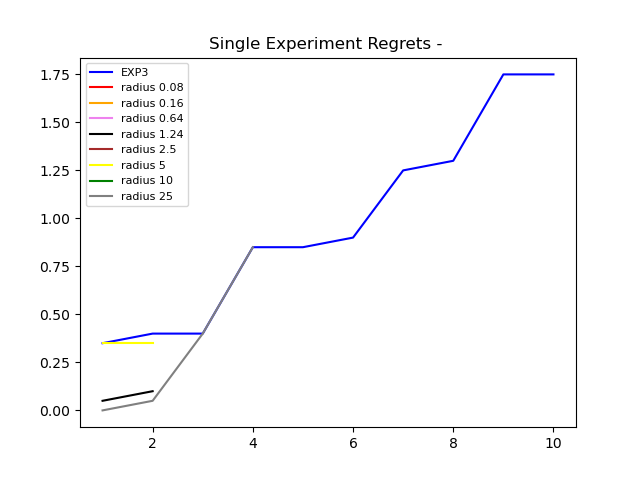 Single Experiment Regrets -
EXP3
radius 0.08
radius 0.16
radius 0.64
radius 1.24
radius 2.5
radius 5
radius 10
radius 25
1.75
1.50
1.25
1.00
0.75
0.50
0.25
0.00
2 4 6 8 10